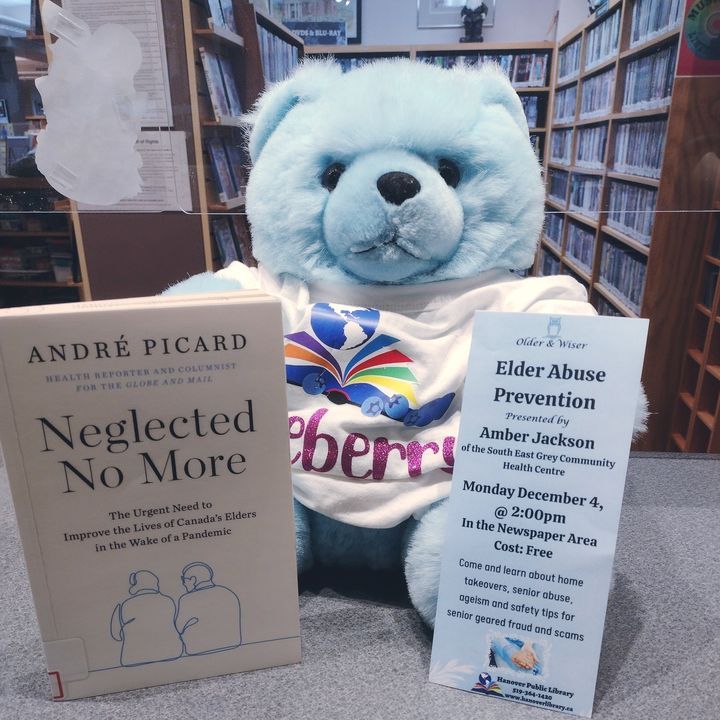 DVDS & BLU-RAY
ANDRÉ PICARD
HEALTH REPORTER AND COLUMNIST
FOR THE GLOBE AND MAIL
Neglected
No More
The Urgent Need to
Improve the Lives of Canada's Elders
in the Wake of a Pandemic
eberry
Older & Wiser
Elder Abuse
Prevention
Presented by
Amber Jackson
of the South East Grey Community
Health Centre
Monday December 4,
@ 2:00pm
In the Newspaper Area
Cost: Free
Come and learn about home
takeovers, senior abuse,
ageism and safety tips for
senior geared fraud and scams
Hanover Public Library
519-364-1420
www.hanoverlibrary.ca